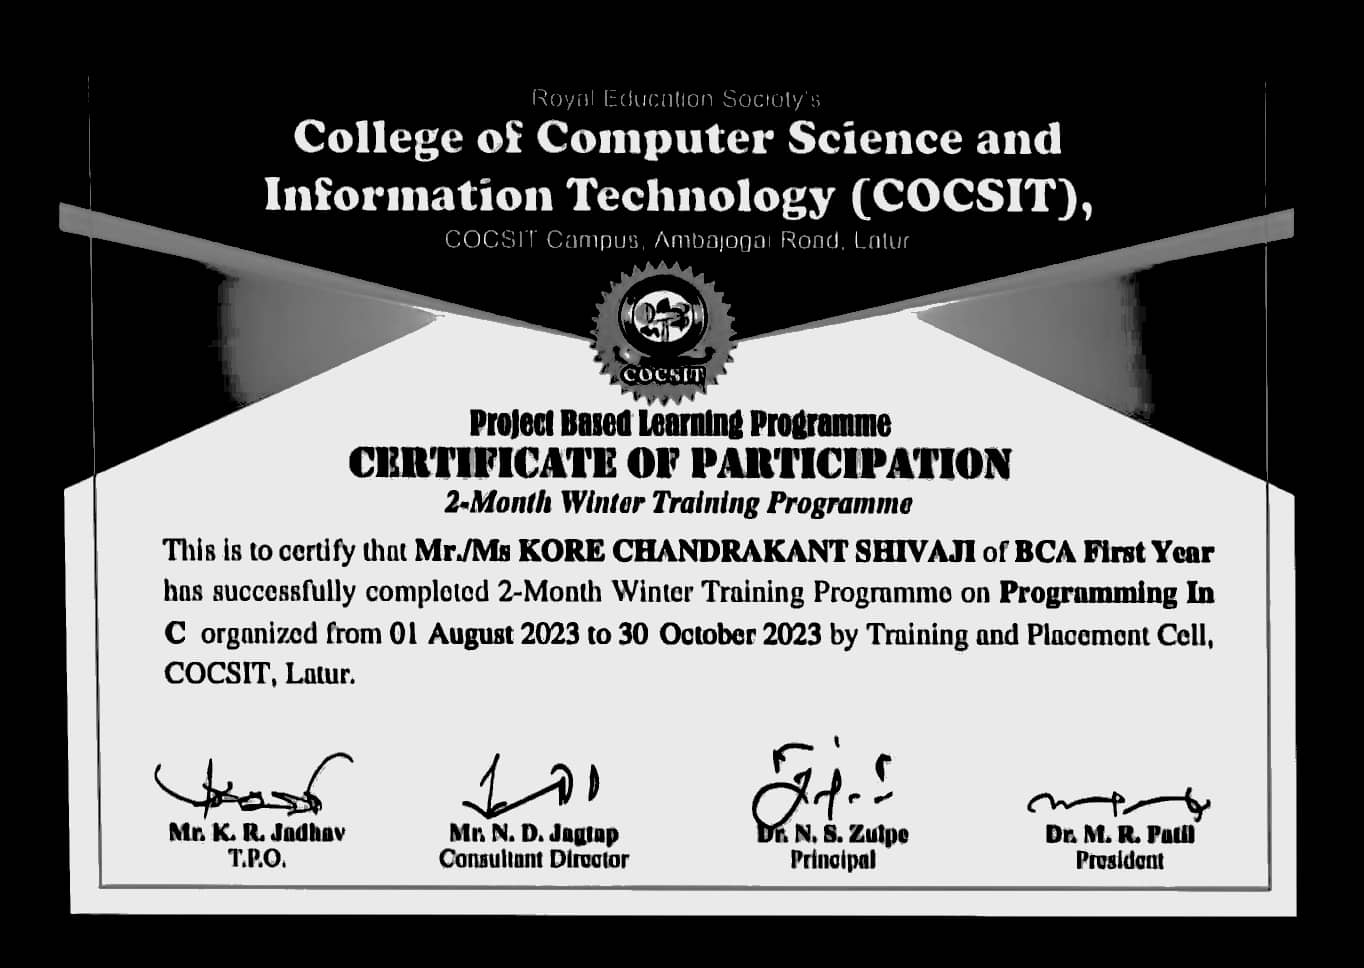 Royal Education Society's
College of Computer Science and
Information Technology (COCSIT),
COCSIT Campus, Ambajogai Road, Latur
COCSIT
Project Based Learning Programme
CERTIFICATE OF PARTICIPATION
2-Month Winter Training Programme
This is to certify that Mr./Ms KORE CHANDRAKANT SHIVAJI of BCA First Year
has successfully completed 2-Month Winter Training Programme on Programming In
C organized from 01 August 2023 to 30 October 2023 by Training and Placement Cell,
COCSIT, Latur.
Mr. K. R. Jadhav Mr. N. D. Jagtap Dr. N. S. Zulpe Dr. M. R. Patil
T.P.O. Consultant Director Principal President